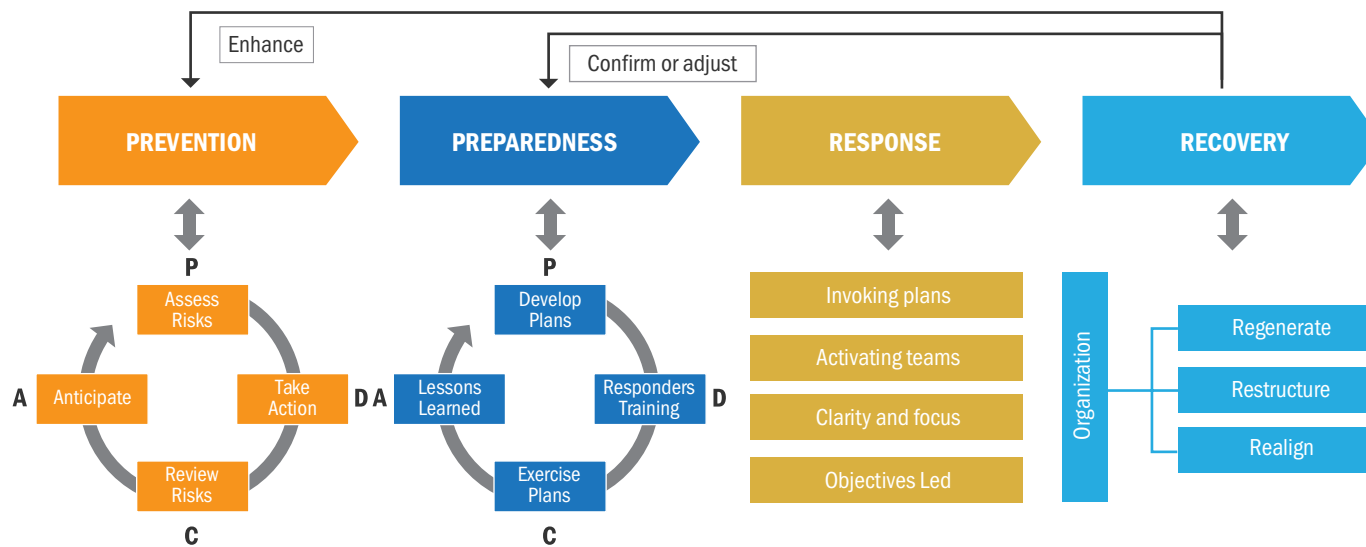 Enhance
Confirm or adjust
PREVENTION
PREPAREDNESS
RESPONSE
RECOVERY
P
Assess
Risks
A
Anticipate
Take
Action
D
Review
Risks
C
P
Develop
Plans
A
Lessons
Learned
Responders
Training
D
Exercise
Plans
C
Invoking plans
Activating teams
Clarity and focus
Objectives Led
Organization
Regenerate
Restructure
Realign